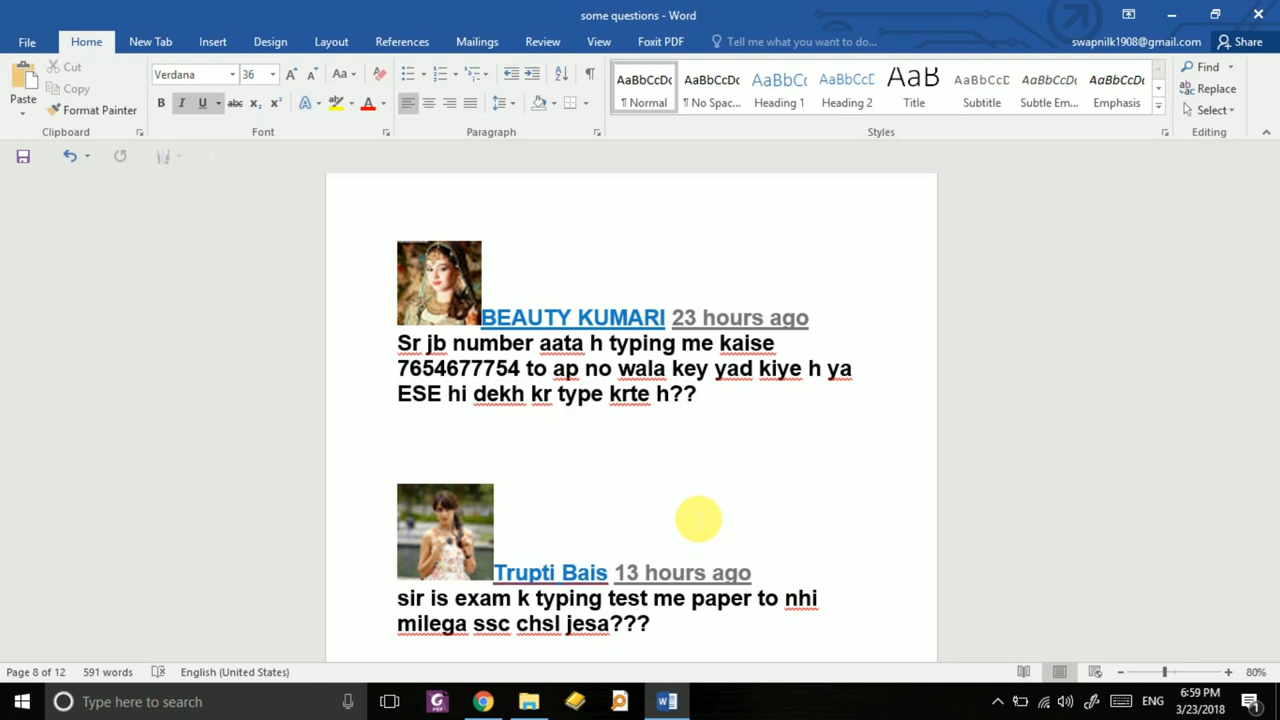 some questions - Word
File Home New Tab Insert Design Layout References Mailings Review View Foxit PDF Tell me what you want to do... swapnilk1908@gmail.com Share
Paste Cut Copy Format Painter Clipboard
Verdana 36 Aa Font
Paragraph
AaBbCcDc AaBbCcDc AaBbCc AaBbCcE AaB AaBbCcD AaBbCcDc AaBbCcDc
¶ Normal ¶ No Spac... Heading 1 Heading 2 Title Subtitle Subtle Em... Emphasis
Styles
Find Replace Select Editing
BEAUTY KUMARI 23 hours ago
Sr jb number aata h typing me kaise
7654677754 to ap no wala key yad kiye h ya
ESE hi dekh kr type krte h??
Trupti Bais 13 hours ago
sir is exam k typing test me paper to nhi
milega ssc chsl jesa???
Page 8 of 12 591 words English (United States) 80%
Type here to search ENG 6:59 PM
3/23/2018